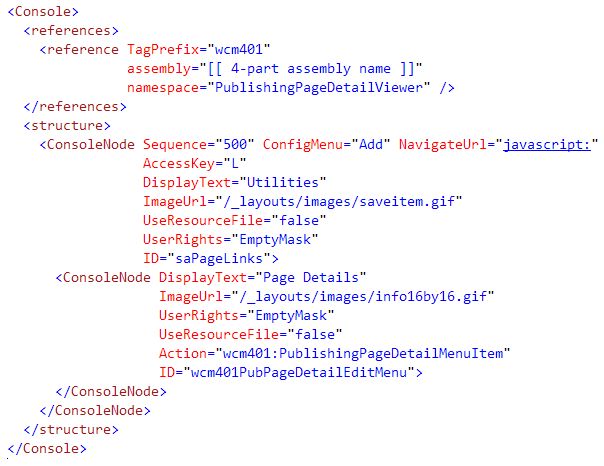 <Console>
<references>
<reference TagPrefix="wcm401"
assembly="[[ 4-part assembly name ]]"
namespace="PublishingPageDetailViewer" />
</references>
<structure>
<ConsoleNode Sequence="500" ConfigMenu="Add" NavigateUrl="javascript:"
AccessKey="L"
DisplayText="Utilities"
ImageUrl="/_layouts/images/saveitem.gif"
UseResourceFile="false"
UserRights="EmptyMask"
ID="saPageLinks">
<ConsoleNode DisplayText="Page Details"
ImageUrl="/_layouts/images/info16by16.gif"
UserRights="EmptyMask"
UseResourceFile="false"
Action="wcm401:PublishingPageDetailMenuItem"
ID="wcm401PubPageDetailEditMenu">
</ConsoleNode>
</ConsoleNode>
</structure>
</Console>